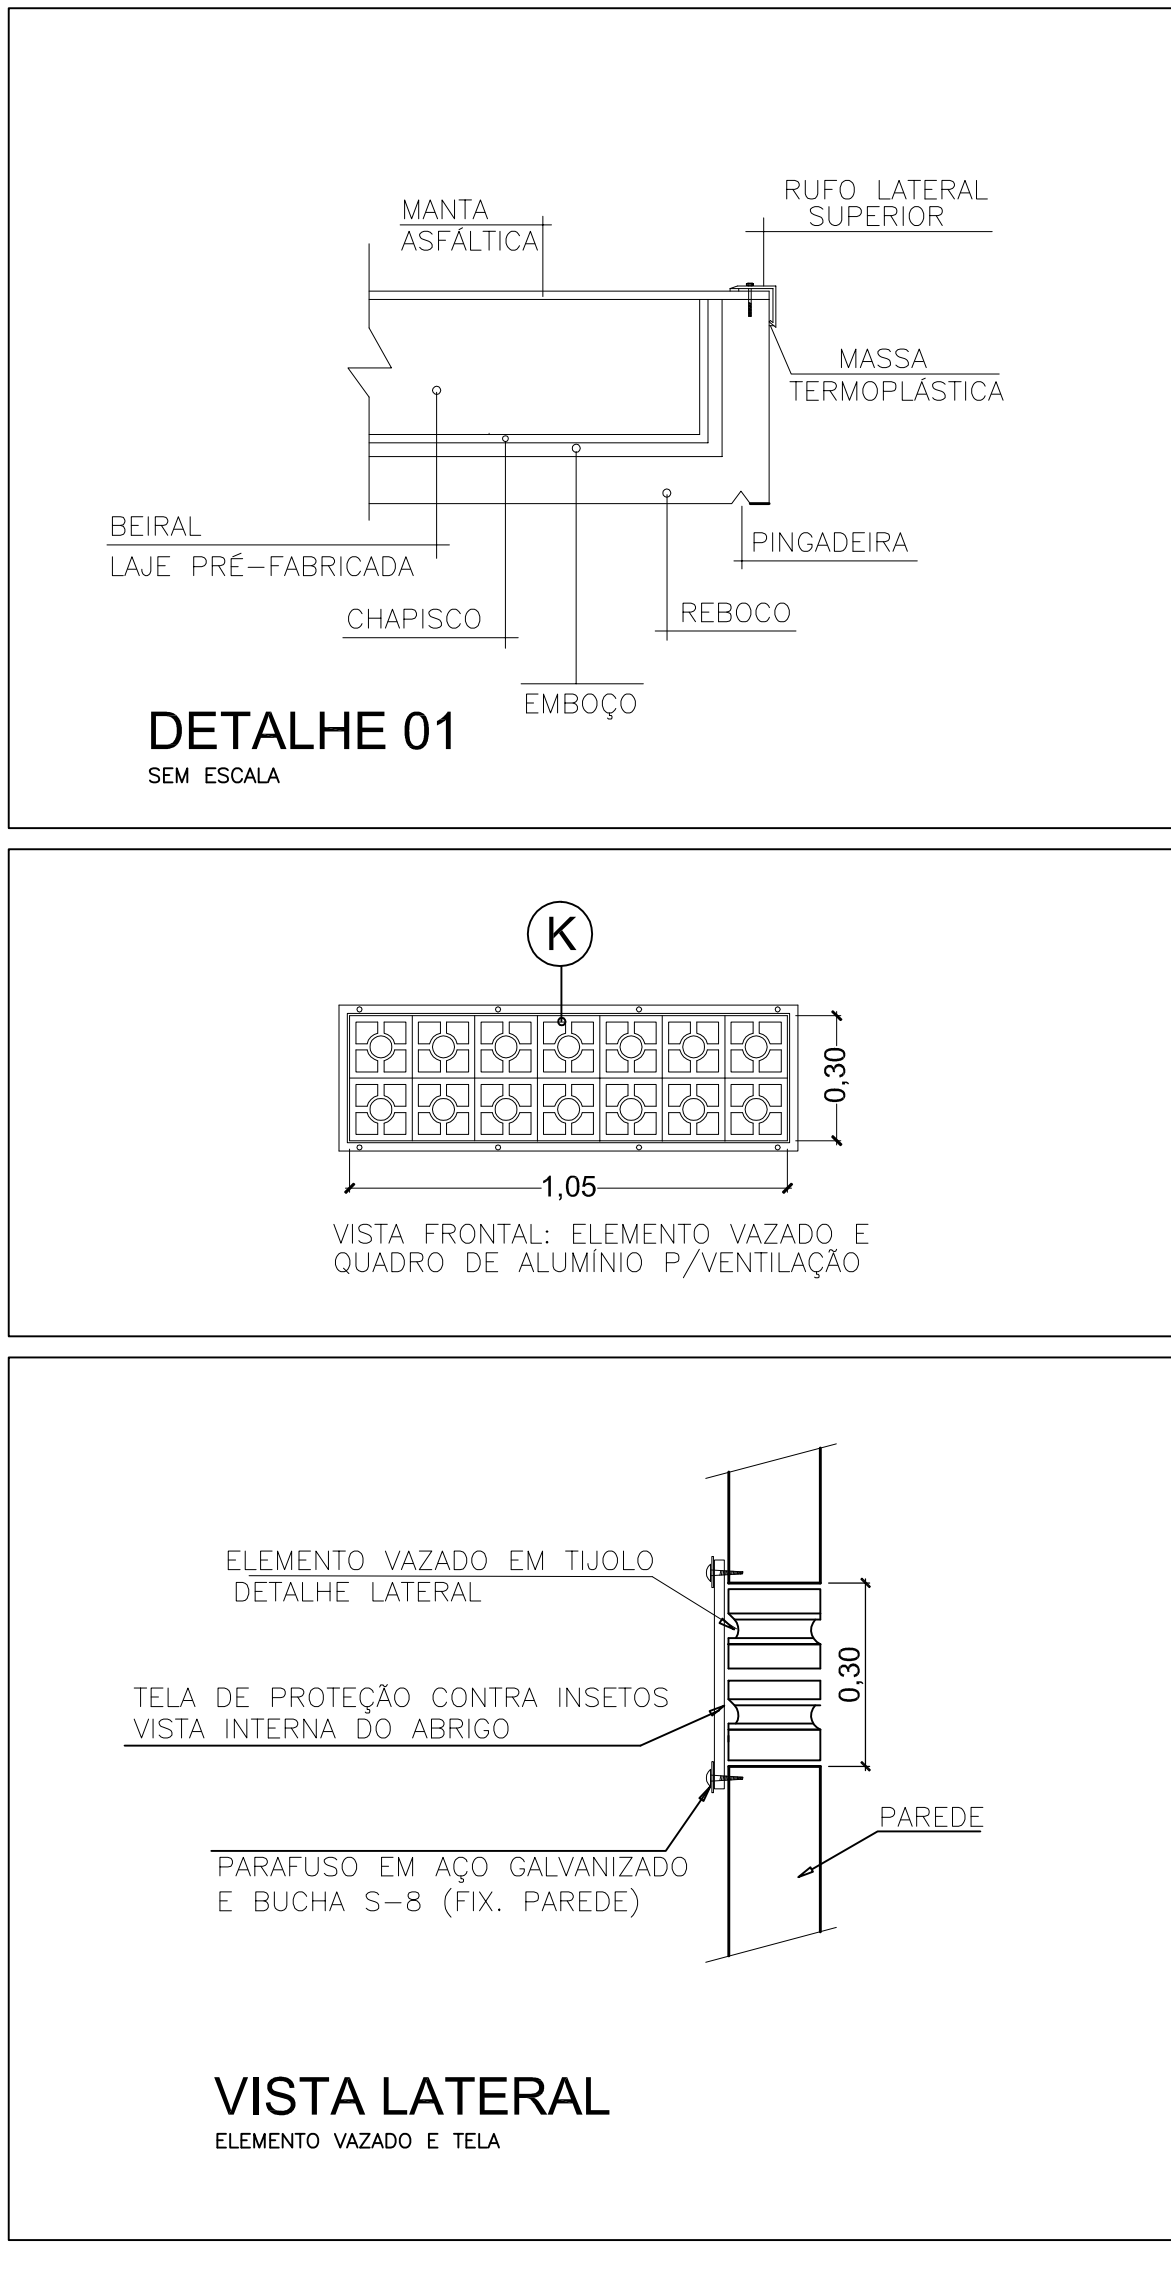 MANTA
ASFÁLTICA
RUFO LATERAL
SUPERIOR
MASSA
TERMOPLÁSTICA
BEIRAL
LAJE PRÉ-FABRICADA
PINGADEIRA
CHAPISCO
REBOCO
EMBOÇO
DETALHE 01
SEM ESCALA
K
0,30
1,05
VISTA FRONTAL: ELEMENTO VAZADO E
QUADRO DE ALUMÍNIO P/VENTILAÇÃO
ELEMENTO VAZADO EM TIJOLO
DETALHE LATERAL
0,30
TELA DE PROTEÇÃO CONTRA INSETOS
VISTA INTERNA DO ABRIGO
PAREDE
PARAFUSO EM AÇO GALVANIZADO
E BUCHA S-8 (FIX. PAREDE)
VISTA LATERAL
ELEMENTO VAZADO E TELA